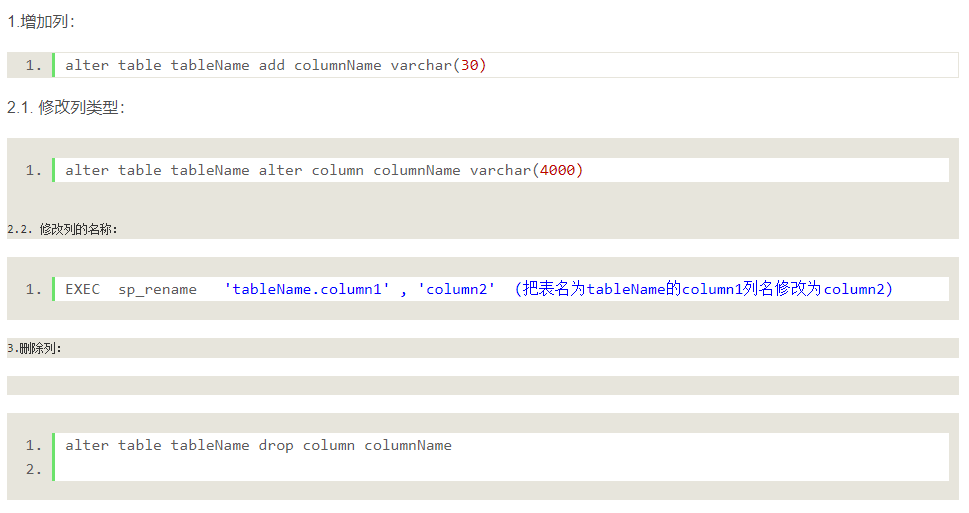 1.增加列：
1. alter table tableName add columnName varchar(30)
2.1. 修改列类型：
1. alter table tableName alter column columnName varchar(4000)
2.2. 修改列的名称：
1. EXEC  sp_rename   'tableName.column1' , 'column2'  (把表名为tableName的column1列名修改为column2)
3.删除列：
1. alter table tableName drop column columnName
2.